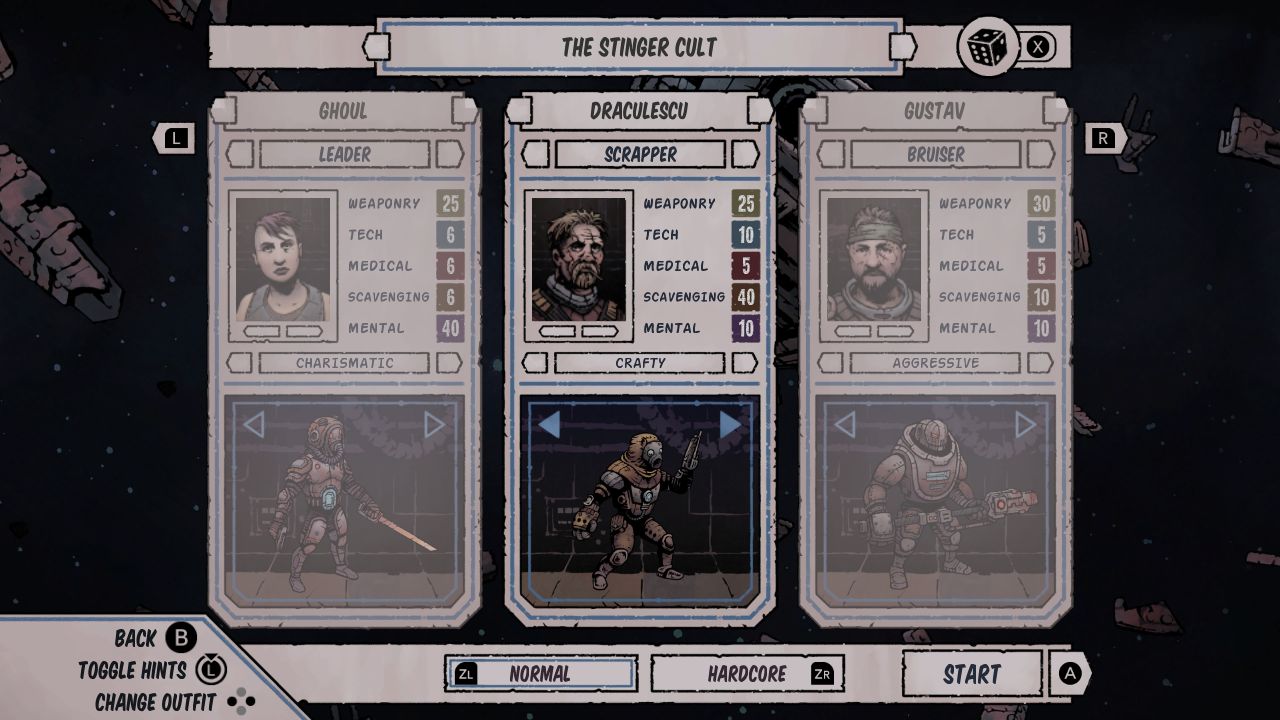 THE STINGER CULT
X
L
R
GHOUL
LEADER
WEAPONRY 25
TECH 6
MEDICAL 6
SCAVENGING 6
MENTAL 40
CHARISMATIC
DRACULESCU
SCRAPPER
WEAPONRY 25
TECH 10
MEDICAL 5
SCAVENGING 40
MENTAL 10
CRAFTY
GUSTAV
BRUISER
WEAPONRY 30
TECH 5
MEDICAL 5
SCAVENGING 10
MENTAL 10
AGGRESSIVE
BACK B
TOGGLE HINTS L
CHANGE OUTFIT
ZL NORMAL
HARDCORE ZR
START A